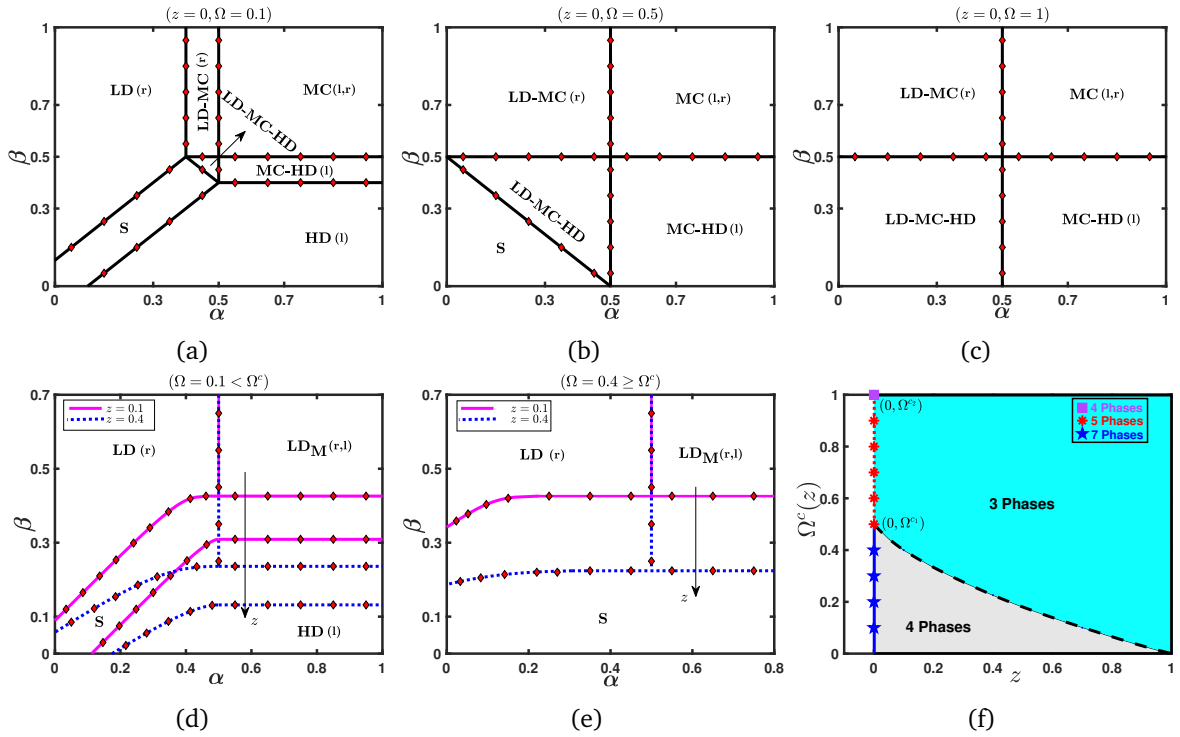 (z = 0, Ω = 0.1)
1
0.7
0.5
0.3
0
β
LD (r)
LD-MC (r)
MC(l,r)
LD-MC-HD
MC-HD(l)
S
HD (l)
0 0.3 0.5 0.7 1
α
(a)
(z = 0, Ω = 0.5)
1
0.7
0.5
0.3
0
β
LD-MC (r)
MC (l,r)
LD-MC-HD
S
MC-HD (l)
0 0.3 0.5 0.7 1
α
(b)
(z = 0, Ω = 1)
1
0.7
0.5
0.3
0
β
LD-MC (r)
MC (l,r)
LD-MC-HD
MC-HD (l)
0 0.3 0.5 0.7 1
α
(c)
(Ω = 0.1 < Ωᶜ)
0.7
0.5
0.3
0.1
0
β
z = 0.1
z = 0.4
LD (r)
LD_M(r,l)
S
z
HD (l)
0 0.2 0.4 0.6 0.8 1
α
(d)
(Ω = 0.4 ≥ Ωᶜ)
0.7
0.5
0.3
0.1
0
β
z = 0.1
z = 0.4
LD (r)
LD_M(r,l)
z
S
0 0.2 0.4 0.6 0.8
α
(e)
1
0.8
0.6
0.4
0.2
0
Ωᶜ(z)
(0, Ω^{c₂})
4 Phases
5 Phases
7 Phases
3 Phases
(0, Ω^{c₁})
4 Phases
0 0.2 0.4 0.6 0.8 1
z
(f)